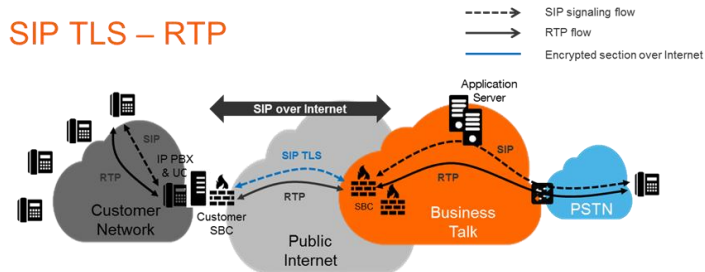 SIP TLS – RTP
SIP signaling flow
RTP flow
Encrypted section over Internet
Application
Server
SIP over Internet
SIP
IP PBX
& UC
RTP
Customer
Network
Customer
SBC
SIP TLS
RTP
Public
Internet
SIP
RTP
SBC
Business
Talk
PSTN